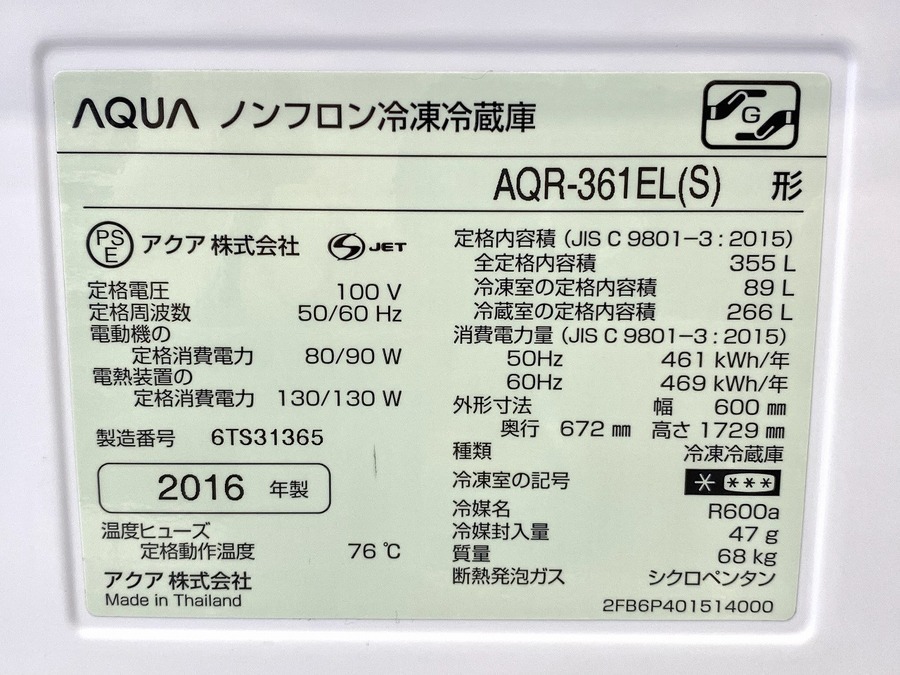 AQUA ノンフロン冷凍冷蔵庫
G
AQR-361EL(S) 形
PSE アクア 株式会社 S JET
定格電圧 100 V
定格周波数 50/60 Hz
電動機の
定格消費電力 80/90 W
電熱装置の
定格消費電力 130/130 W
製造番号 6TS31365
2016 年製
温度ヒューズ
定格動作温度 76 ℃
アクア 株式会社
Made in Thailand
定格内容積 (JIS C 9801-3 : 2015)
全定格内容積 355 L
冷凍室の定格内容積 89 L
冷蔵室の定格内容積 266 L
消費電力量 (JIS C 9801-3 : 2015)
50Hz 461 kWh/年
60Hz 469 kWh/年
外形寸法 幅 600 ㎜
奥行 672 ㎜ 高さ 1729 ㎜
種類 冷凍冷蔵庫
冷凍室の記号 * ***
冷媒名 R600a
冷媒封入量 47 g
質量 68 kg
断熱発泡ガス シクロペンタン
2FB6P401514000